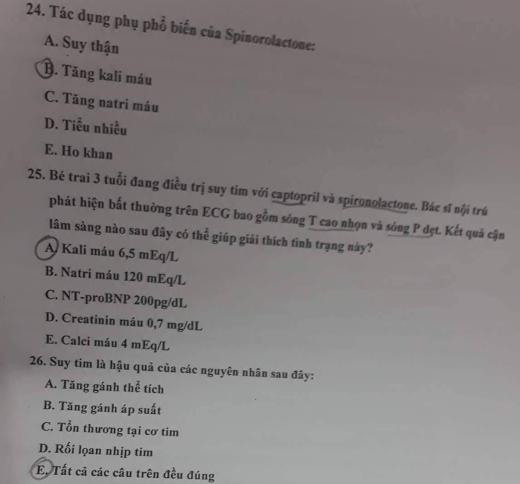 24. Tác dụng phụ phổ biến của Spinorolactone:
A. Suy thận
B. Tăng kali máu
C. Tăng natri máu
D. Tiểu nhiều
E. Ho khan
25. Bé trai 3 tuổi đang điều trị suy tim với captopril và spironolactone. Bác sĩ nội trú
phát hiện bất thường trên ECG bao gồm sóng T cao nhọn và sóng P dẹt. Kết quả cận
lâm sàng nào sau đây có thể giúp giải thích tình trạng này?
A. Kali máu 6,5 mEq/L
B. Natri máu 120 mEq/L
C. NT-proBNP 200pg/dL
D. Creatinin máu 0,7 mg/dL
E. Calci máu 4 mEq/L
26. Suy tim là hậu quả của các nguyên nhân sau đây:
A. Tăng gánh thể tích
B. Tăng gánh áp suất
C. Tổn thương tại cơ tim
D. Rối lọan nhịp tim
E. Tất cả các câu trên đều đúng